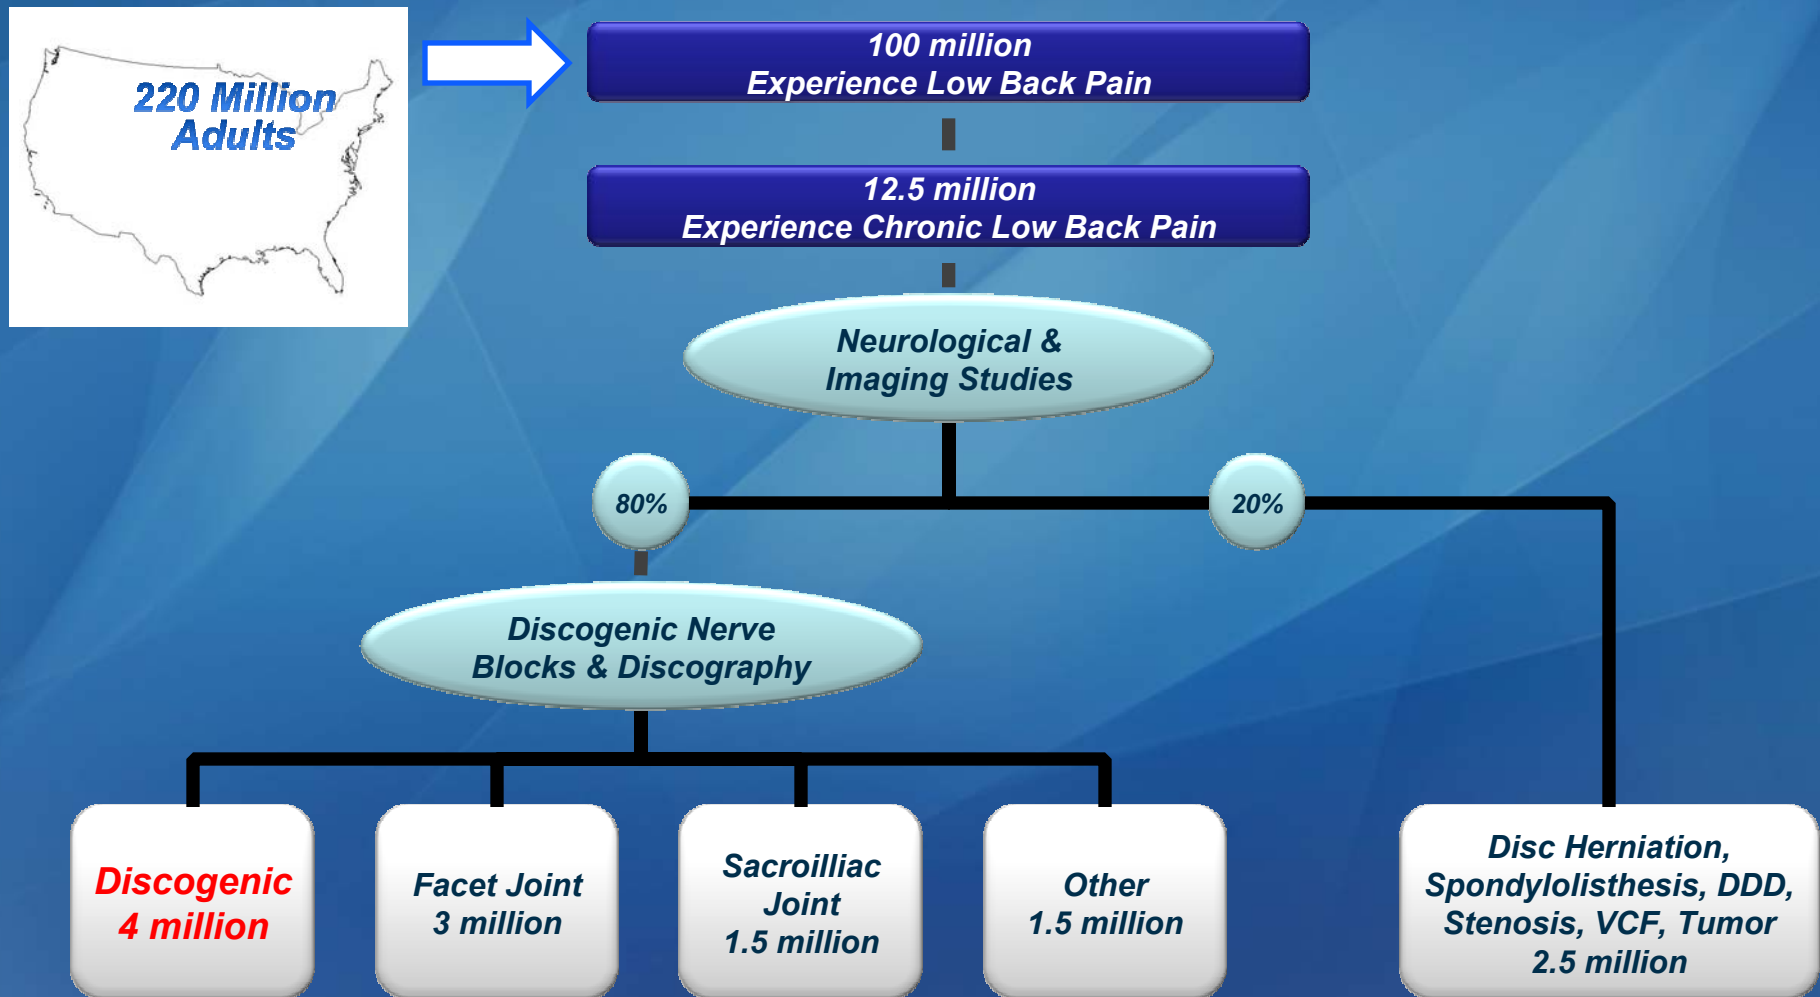 220 Million
Adults
100 million
Experience Low Back Pain
12.5 million
Experience Chronic Low Back Pain
Neurological &
Imaging Studies
80%
20%
Discogenic Nerve
Blocks & Discography
Discogenic
4 million
Facet Joint
3 million
Sacroilliac
Joint
1.5 million
Other
1.5 million
Disc Herniation,
Spondylolisthesis, DDD,
Stenosis, VCF, Tumor
2.5 million